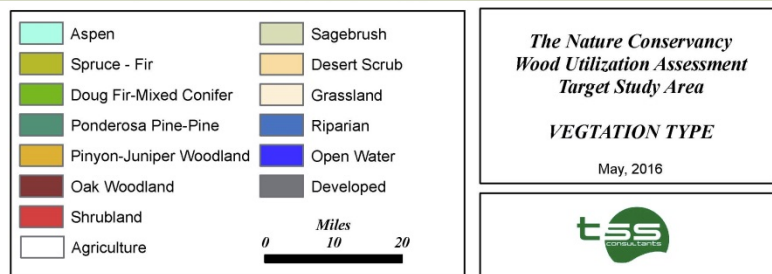 Aspen
Spruce - Fir
Doug Fir-Mixed Conifer
Ponderosa Pine-Pine
Pinyon-Juniper Woodland
Oak Woodland
Shrubland
Agriculture
Sagebrush
Desert Scrub
Grassland
Riparian
Open Water
Developed
Miles
0 10 20
The Nature Conservancy
Wood Utilization Assessment
Target Study Area
VEGTATION TYPE
May, 2016
tss
consultants